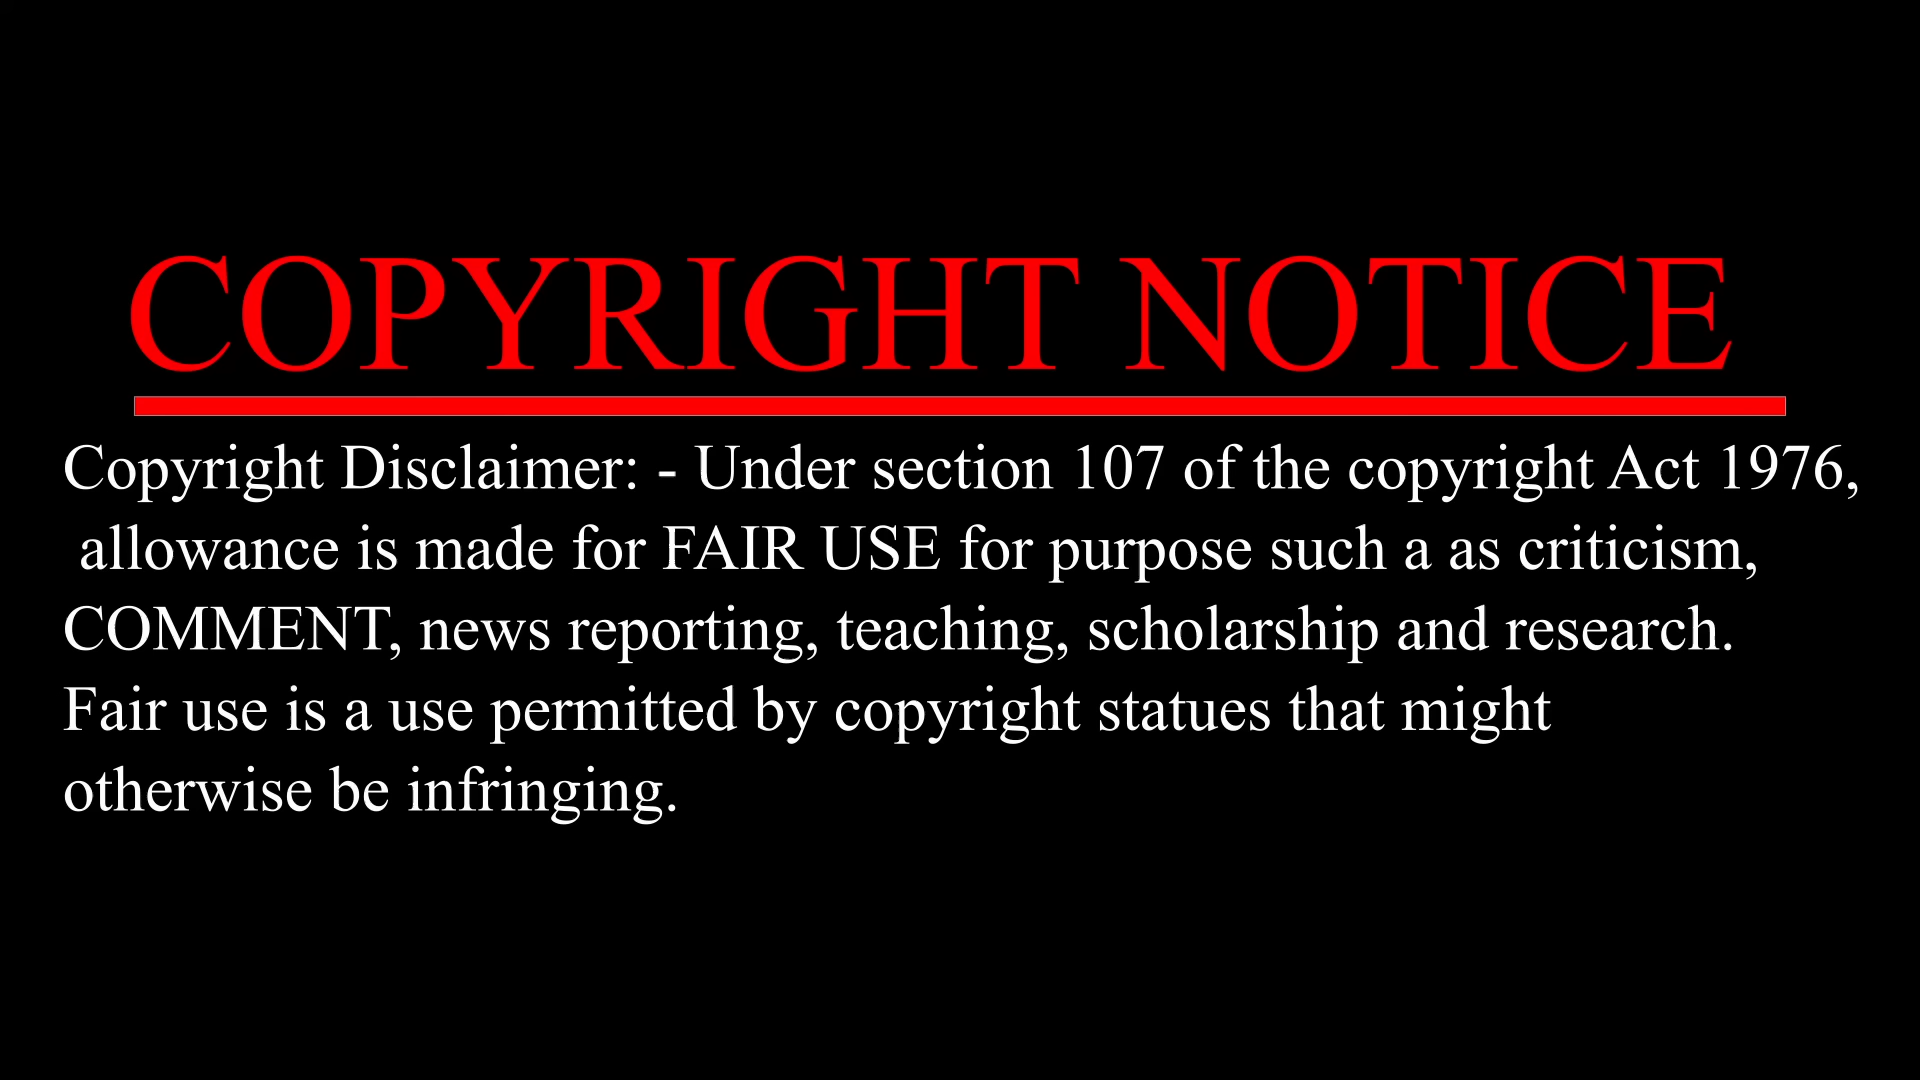 COPYRIGHT NOTICE
Copyright Disclaimer: - Under section 107 of the copyright Act 1976,
allowance is made for FAIR USE for purpose such a as criticism,
COMMENT, news reporting, teaching, scholarship and research.
Fair use is a use permitted by copyright statues that might
otherwise be infringing.